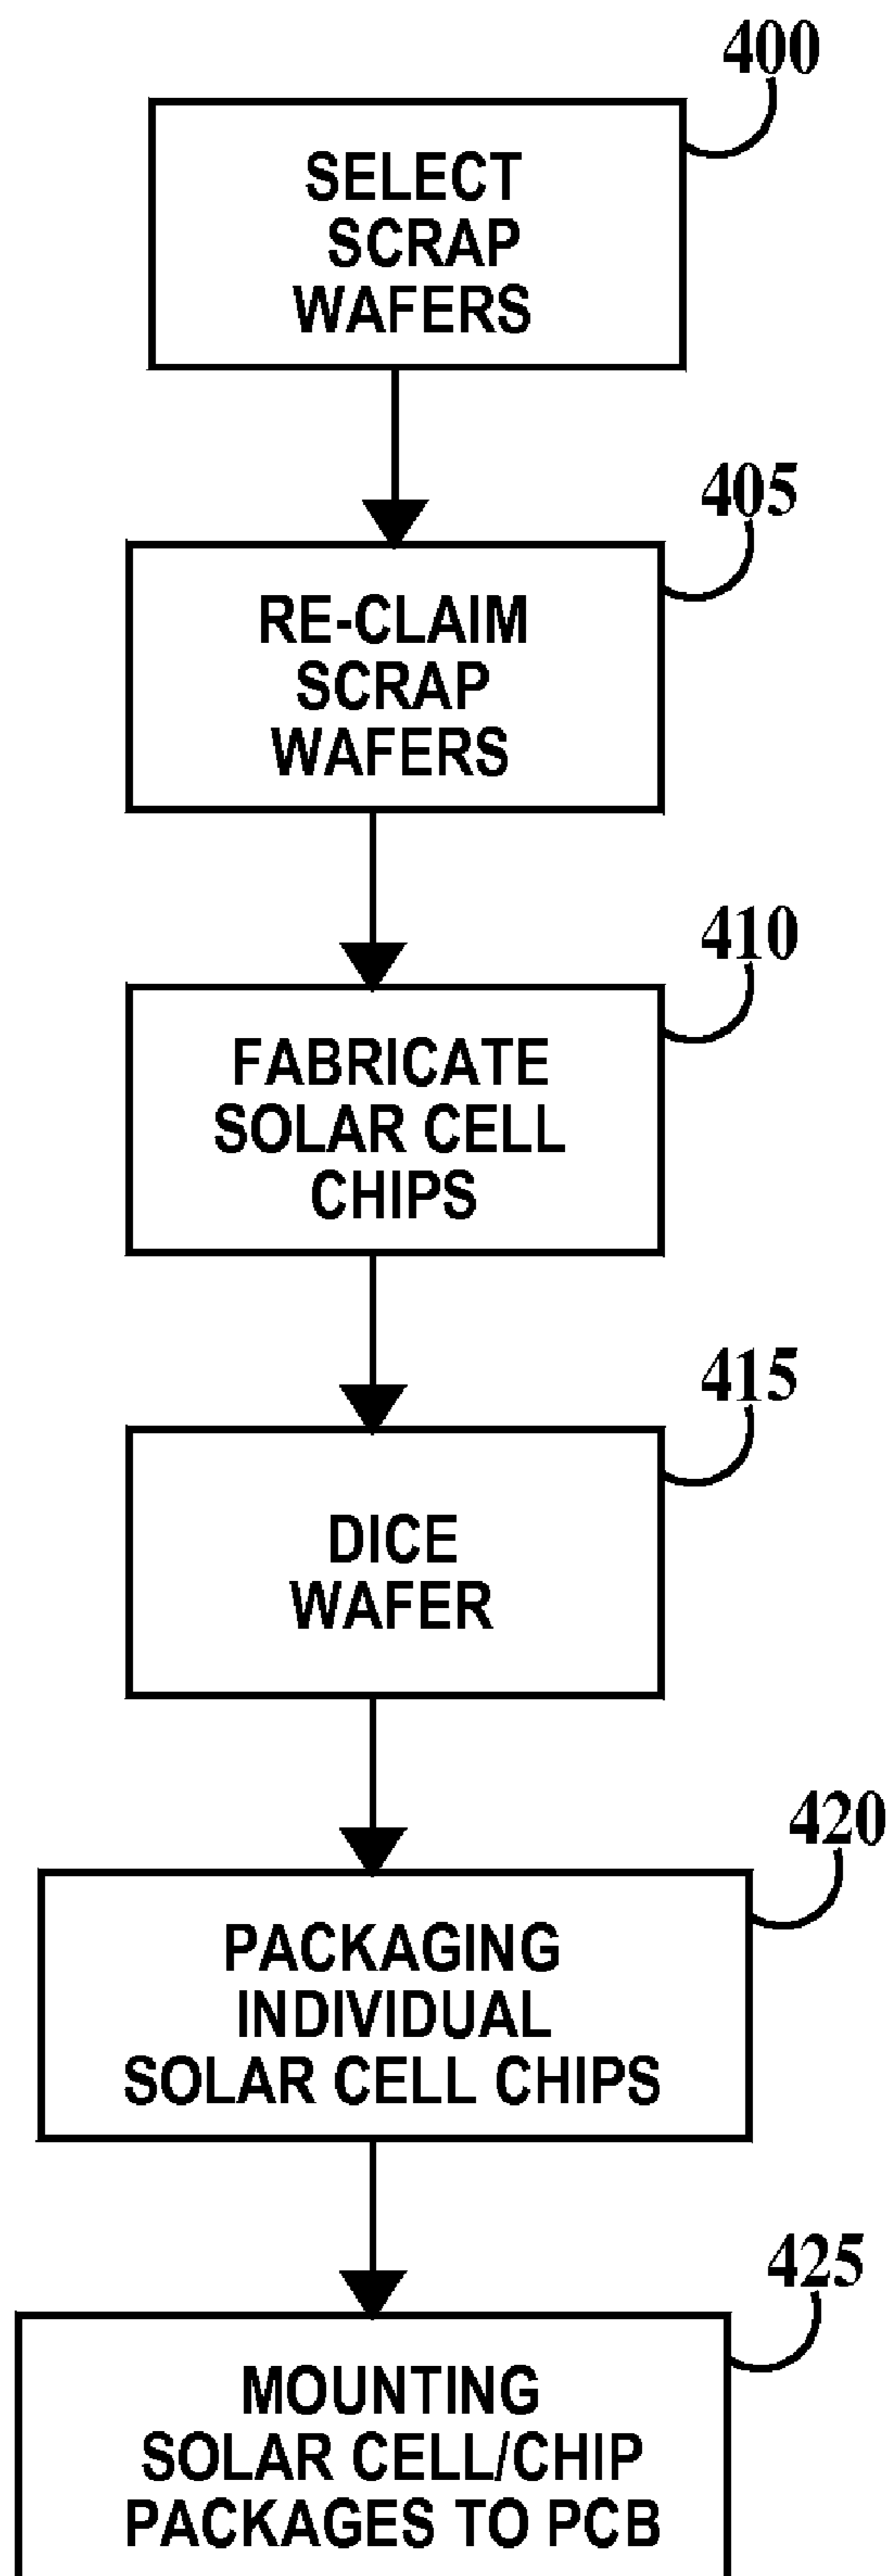 400
SELECT
SCRAP
WAFERS
405
RE-CLAIM
SCRAP
WAFERS
410
FABRICATE
SOLAR CELL
CHIPS
415
DICE
WAFER
420
PACKAGING
INDIVIDUAL
SOLAR CELL CHIPS
425
MOUNTING
SOLAR CELL/CHIP
PACKAGES TO PCB